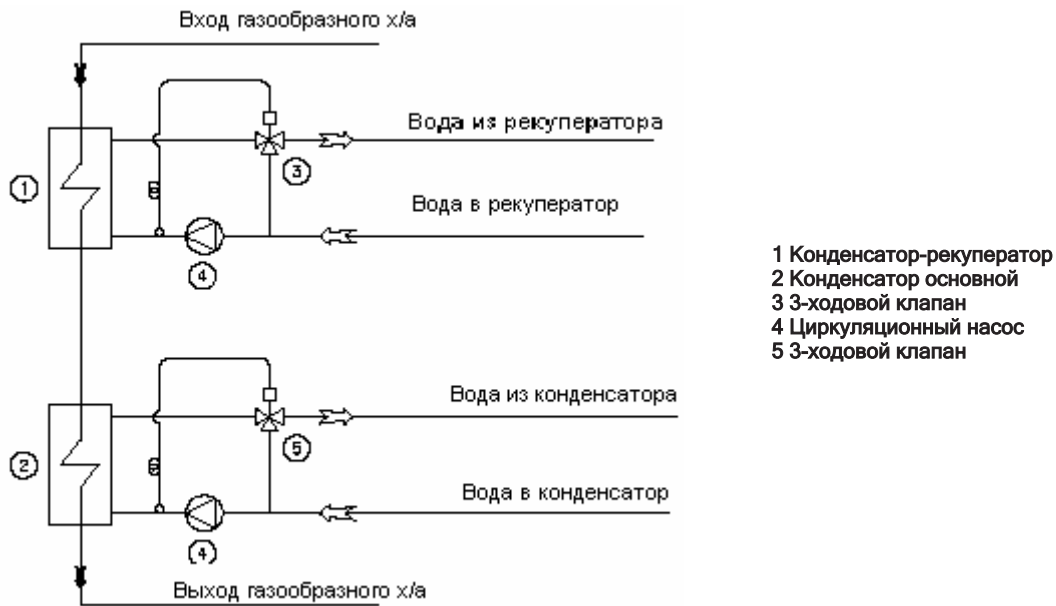 Вход газообразного х/а
Вода из рекуператора
3
1
Вода в рекуператор
4
1 Конденсатор-рекуператор
2 Конденсатор основной
3 3-ходовой клапан
4 Циркуляционный насос
5 3-ходовой клапан
Вода из конденсатора
5
2
Вода в конденсатор
4
Выход газообразного х/а